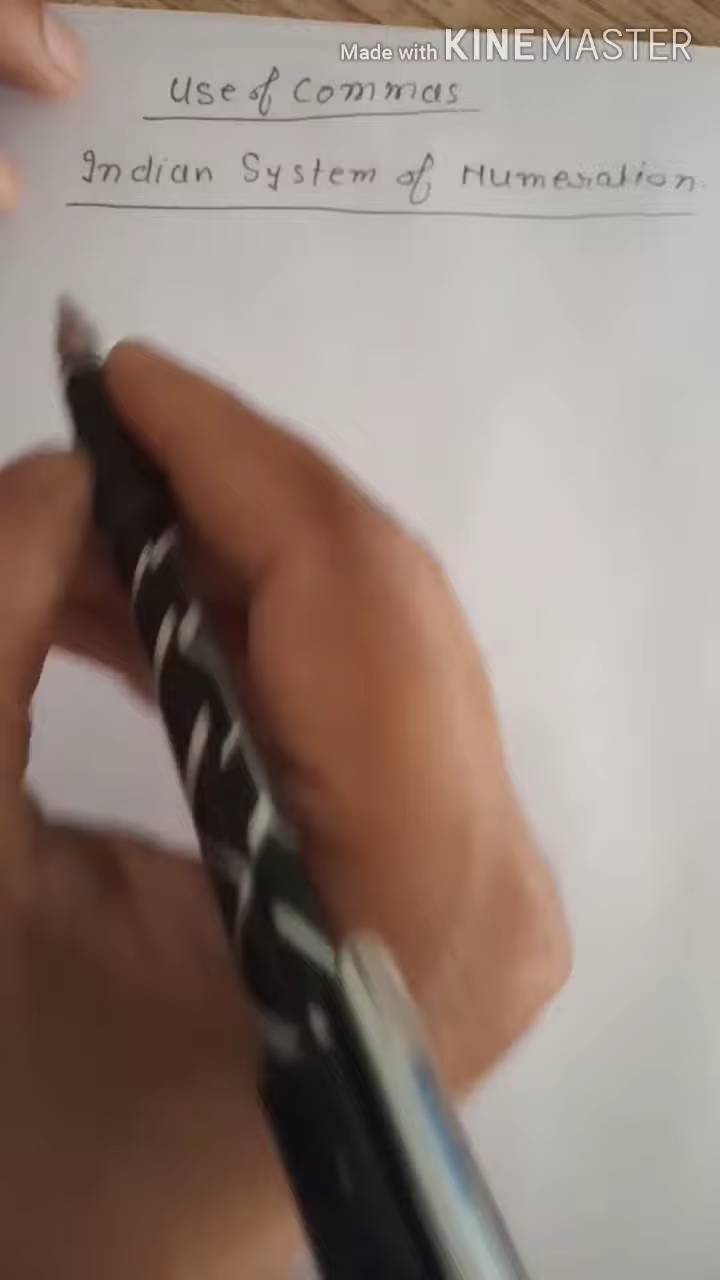 Made with KINEMASTER
Use of Commas
Indian System of Numeration.